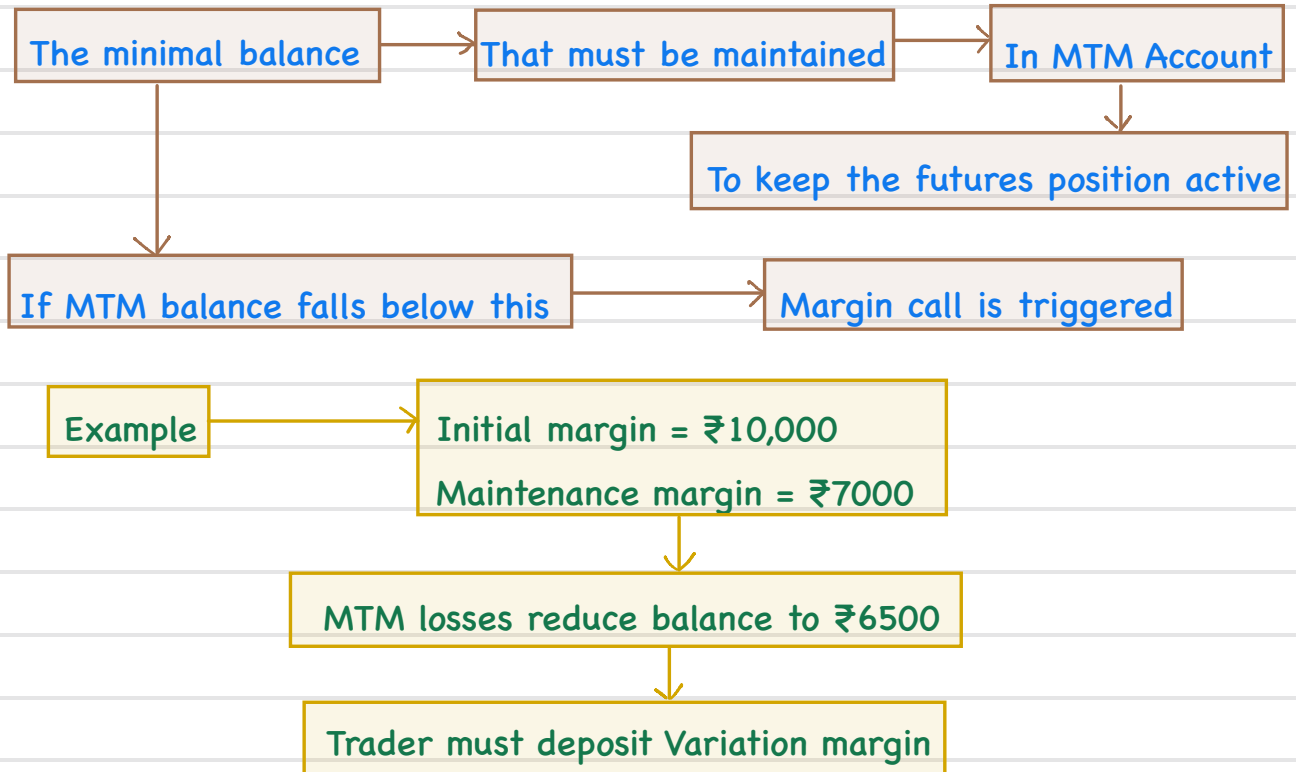 The minimal balance
That must be maintained
In MTM Account
To keep the futures position active
If MTM balance falls below this
Margin call is triggered
Example
Initial margin = ₹10,000
Maintenance margin = ₹7000
MTM losses reduce balance to ₹6500
Trader must deposit Variation margin